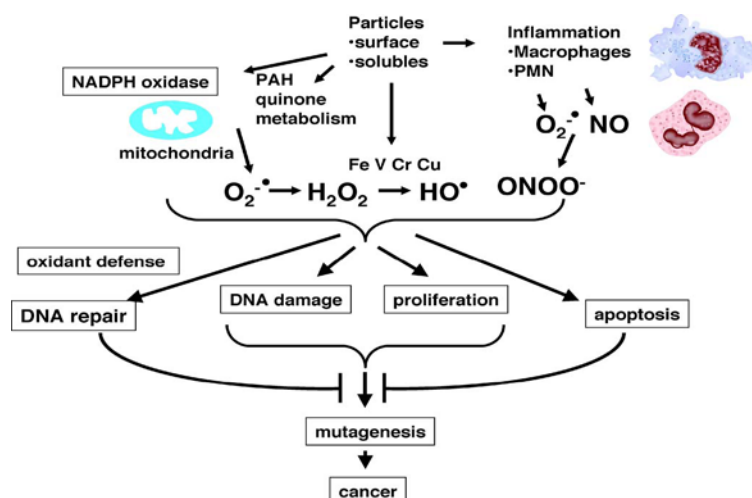 Particles
•surface
•solubles
Inflammation
•Macrophages
•PMN
NADPH oxidase
PAH
quinone
metabolism
mitochondria
O₂⁻• NO
Fe V Cr Cu
O₂⁻• H₂O₂ HO• ONOO⁻
oxidant defense
DNA repair
DNA damage
proliferation
apoptosis
mutagenesis
cancer